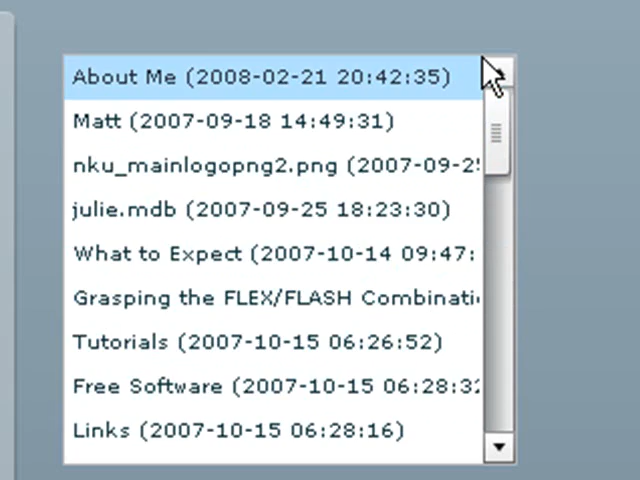 About Me (2008-02-21 20:42:35)
Matt (2007-09-18 14:49:31)
nku_mainlogopng2.png (2007-09-2
julie.mdb (2007-09-25 18:23:30)
What to Expect (2007-10-14 09:47:
Grasping the FLEX/FLASH Combinati
Tutorials (2007-10-15 06:26:52)
Free Software (2007-10-15 06:28:32
Links (2007-10-15 06:28:16)